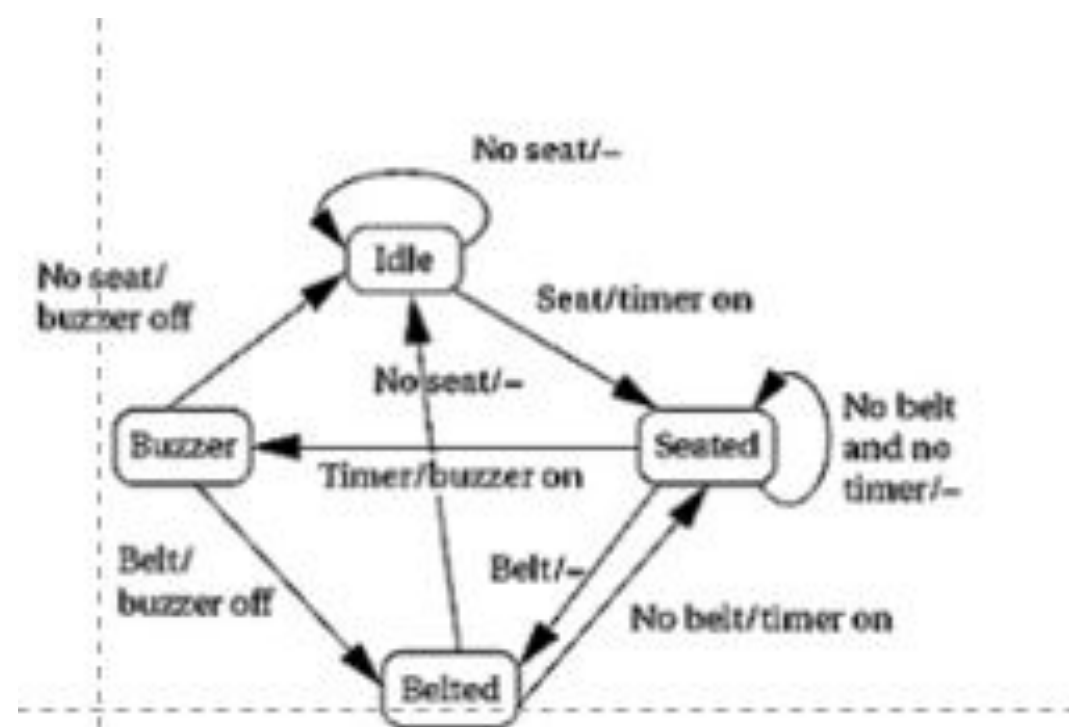 No seat/–
Idle
No seat/
buzzer off
Seat/timer on
No seat/–
Buzzer
Seated
No belt
and no
timer/–
Timer/buzzer on
Belt/–
Belt/
buzzer off
No belt/timer on
Belted